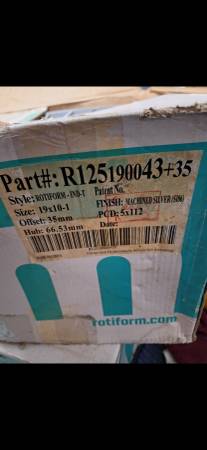 Part#: R125190043+35
Style: ROTIFORM - IND-T Patent No.
Size: 19x10-1 FINISH: MACHINED SILVER
Offset: 35mm PCD: 5x112
Hub: 66.53mm Date:
rotiform.com